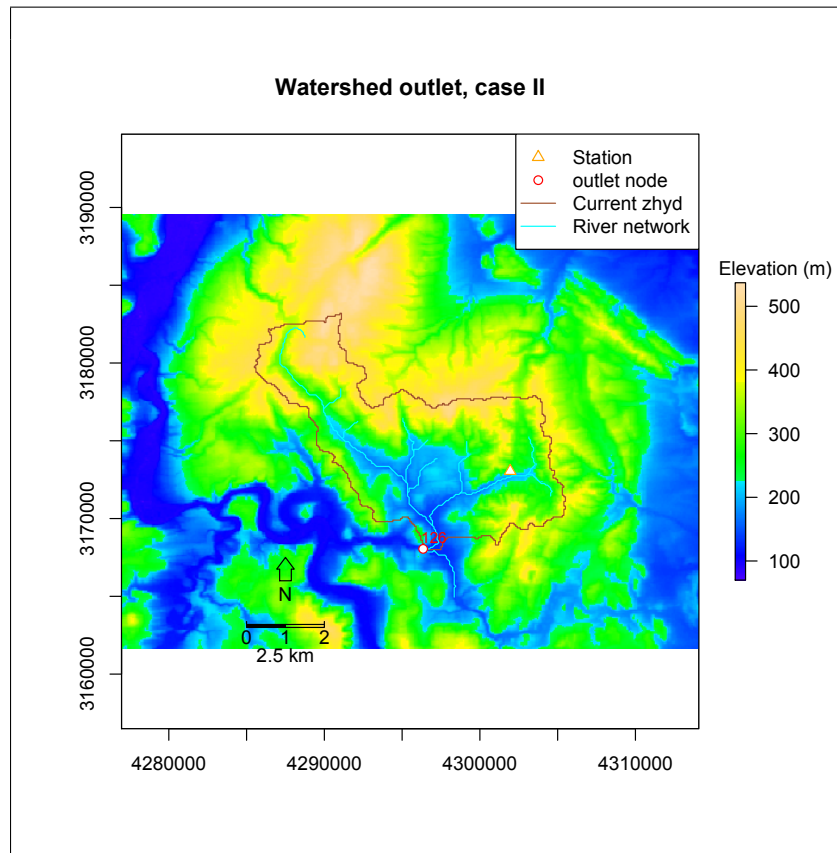 Watershed outlet, case II
Station
outlet node
Current zhyd
River network
Elevation (m)
500
400
300
200
100
3190000
3180000
3170000
3160000
4280000
4290000
4300000
4310000
N
0 1 2
2.5 km